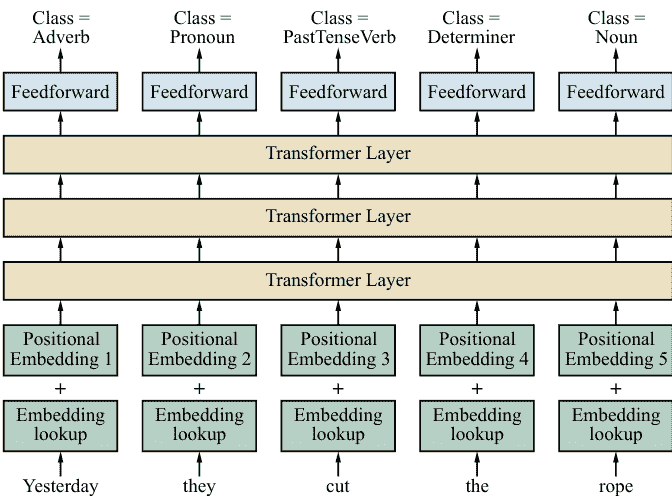 Class = Class = Class = Class = Class =
Adverb Pronoun PastTenseVerb Determiner Noun
Feedforward Feedforward Feedforward Feedforward Feedforward
Transformer Layer
Transformer Layer
Transformer Layer
Positional Positional Positional Positional Positional
Embedding 1 Embedding 2 Embedding 3 Embedding 4 Embedding 5
+ + + + +
Embedding Embedding Embedding Embedding Embedding
lookup lookup lookup lookup lookup
Yesterday they cut the rope